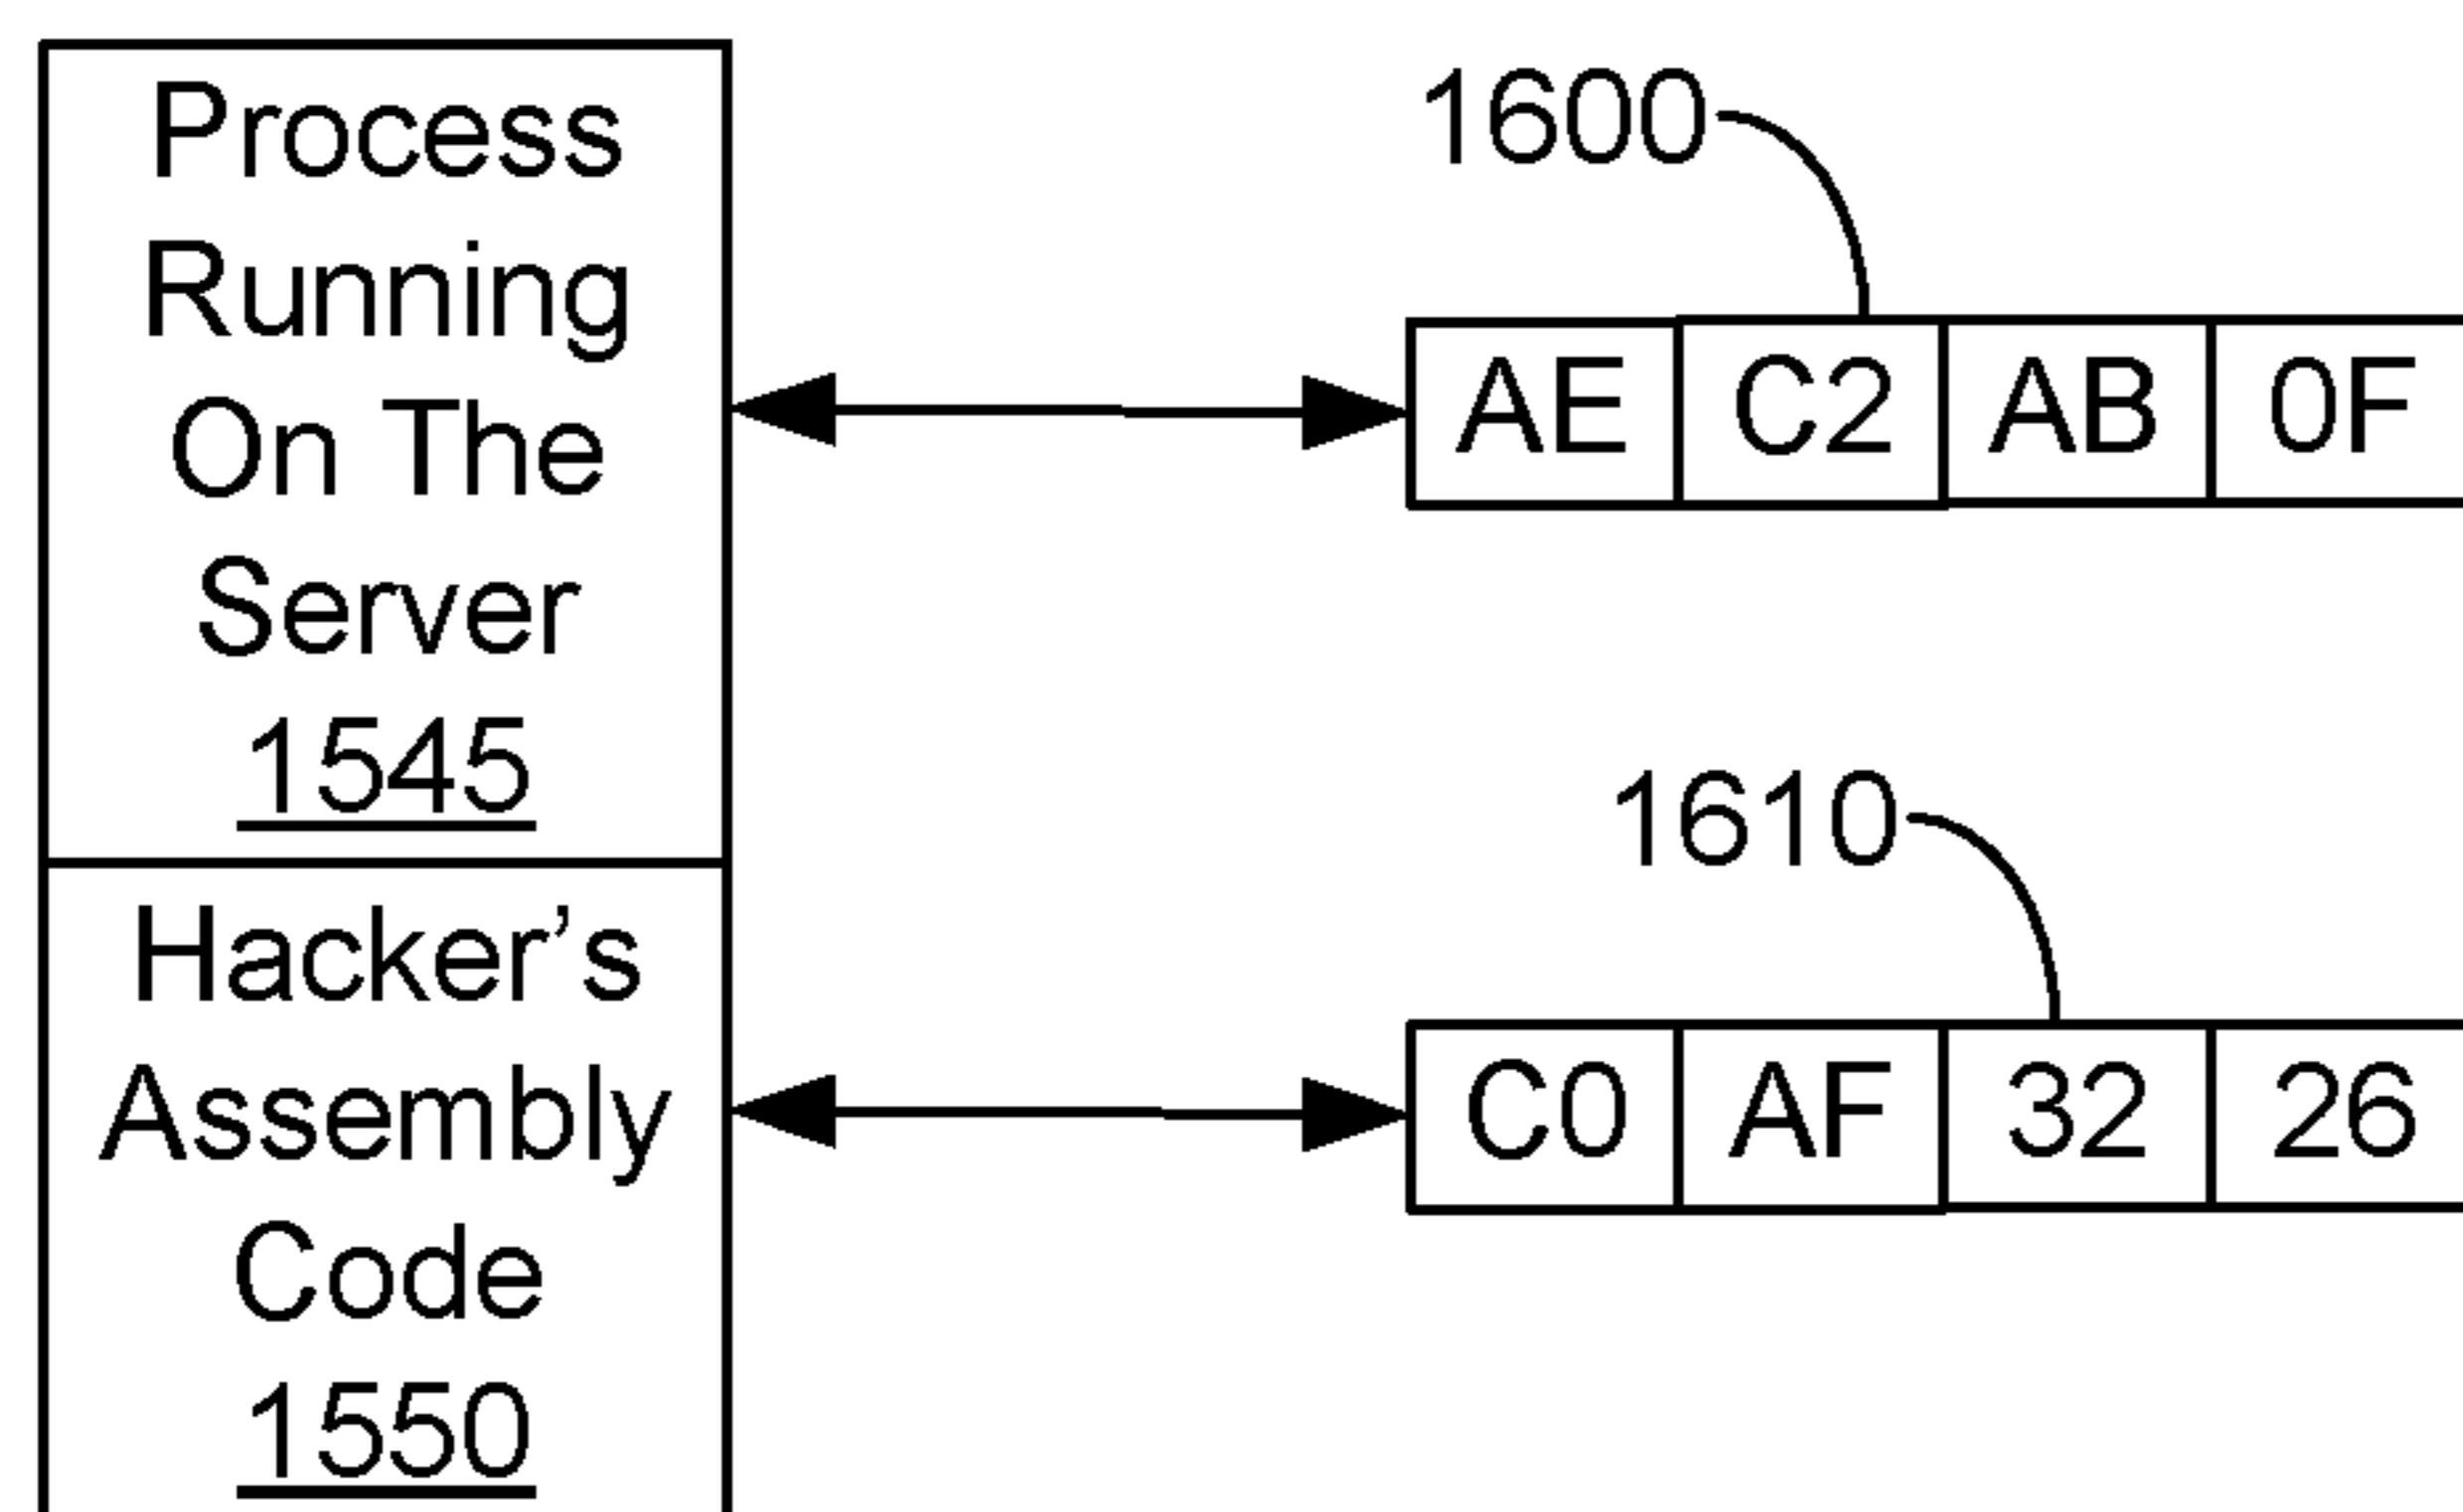 Process
Running
On The
Server
1545
Hacker’s
Assembly
Code
1550
1600
AE C2 AB 0F
1610
C0 AF 32 26